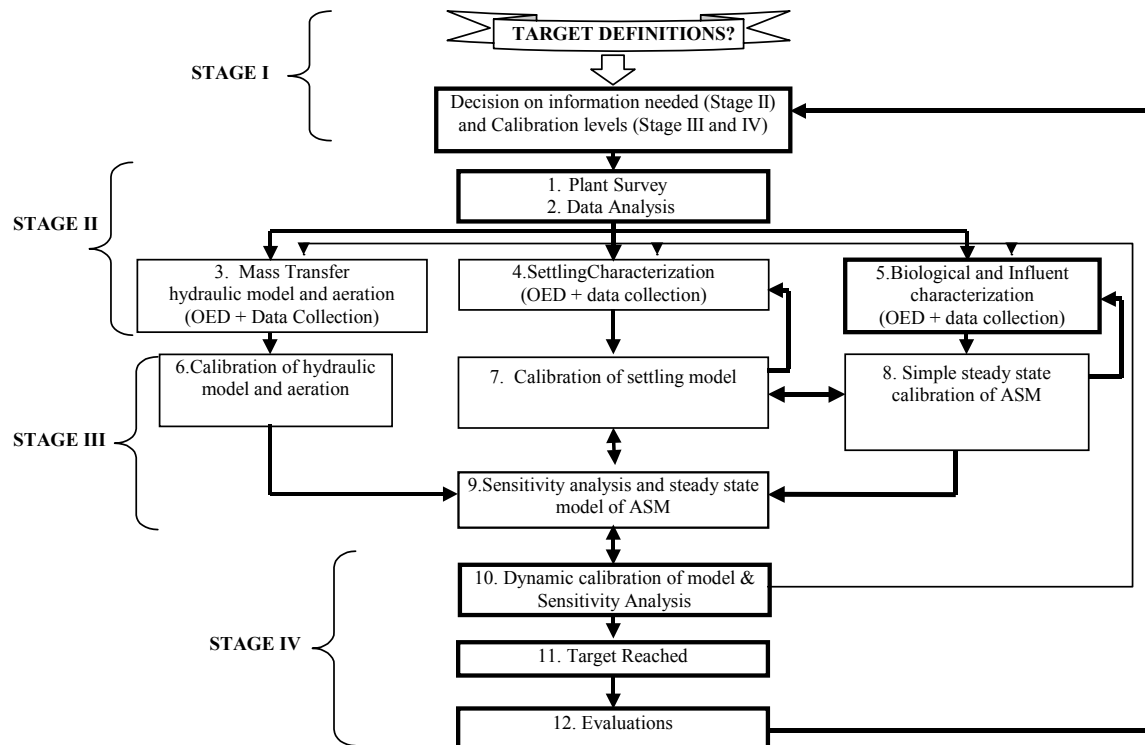 TARGET DEFINITIONS?
STAGE I
Decision on information needed (Stage II)
and Calibration levels (Stage III and IV)
1. Plant Survey
2. Data Analysis
STAGE II
3. Mass Transfer
hydraulic model and aeration
(OED + Data Collection)
4.SettlingCharacterization
(OED + data collection)
5.Biological and Influent
characterization
(OED + data collection)
6.Calibration of hydraulic
model and aeration
7. Calibration of settling model
8. Simple steady state
calibration of ASM
STAGE III
9.Sensitivity analysis and steady state
model of ASM
10. Dynamic calibration of model &
Sensitivity Analysis
STAGE IV
11. Target Reached
12. Evaluations